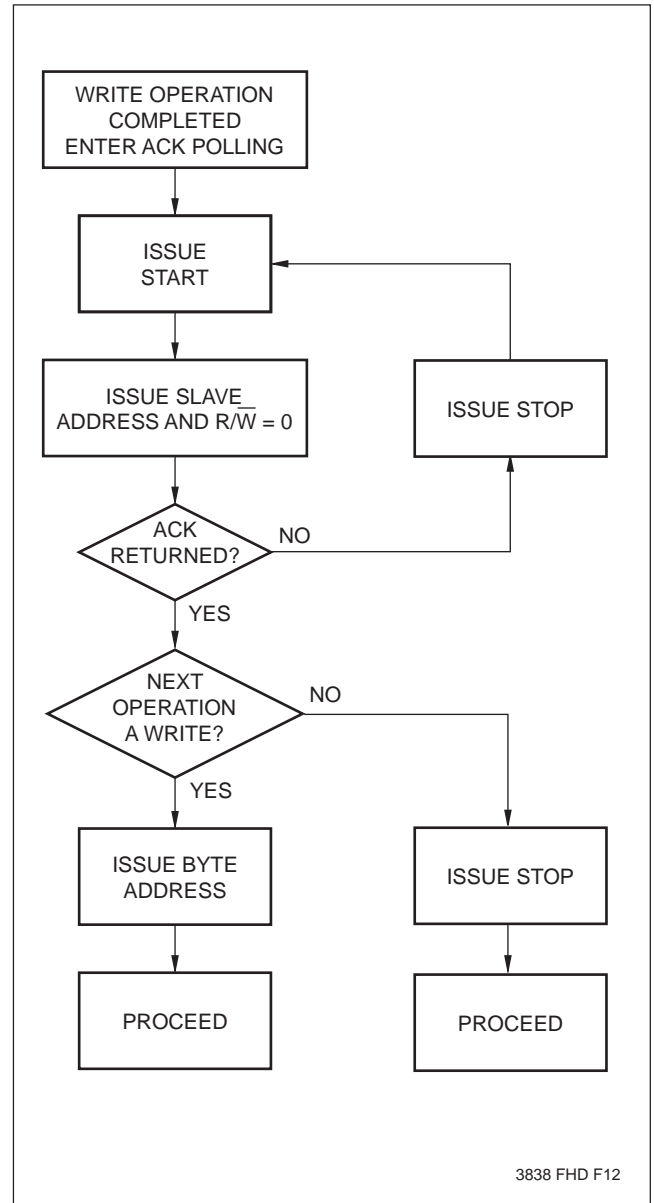 WRITE OPERATION
COMPLETED
ENTER ACK POLLING
ISSUE
START
ISSUE SLAVE
ADDRESS AND R/W̅ = 0
ISSUE STOP
ACK
RETURNED?
NO
YES
NEXT
OPERATION
A WRITE?
NO
YES
ISSUE BYTE
ADDRESS
ISSUE STOP
PROCEED
PROCEED
3838 FHD F12